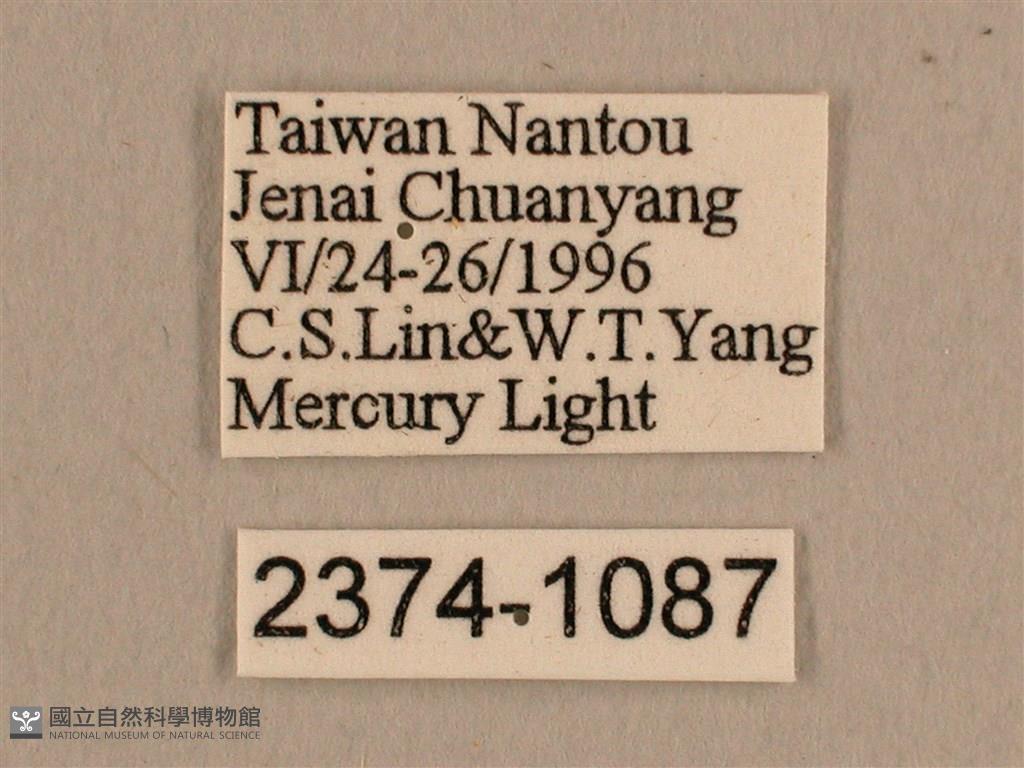 Taiwan Nantou
Jenai Chuanyang
VI/24-26/1996
C.S.Lin&W.T.Yang
Mercury Light
2374-1087
國立自然科學博物館
NATIONAL MUSEUM OF NATURAL SCIENCE